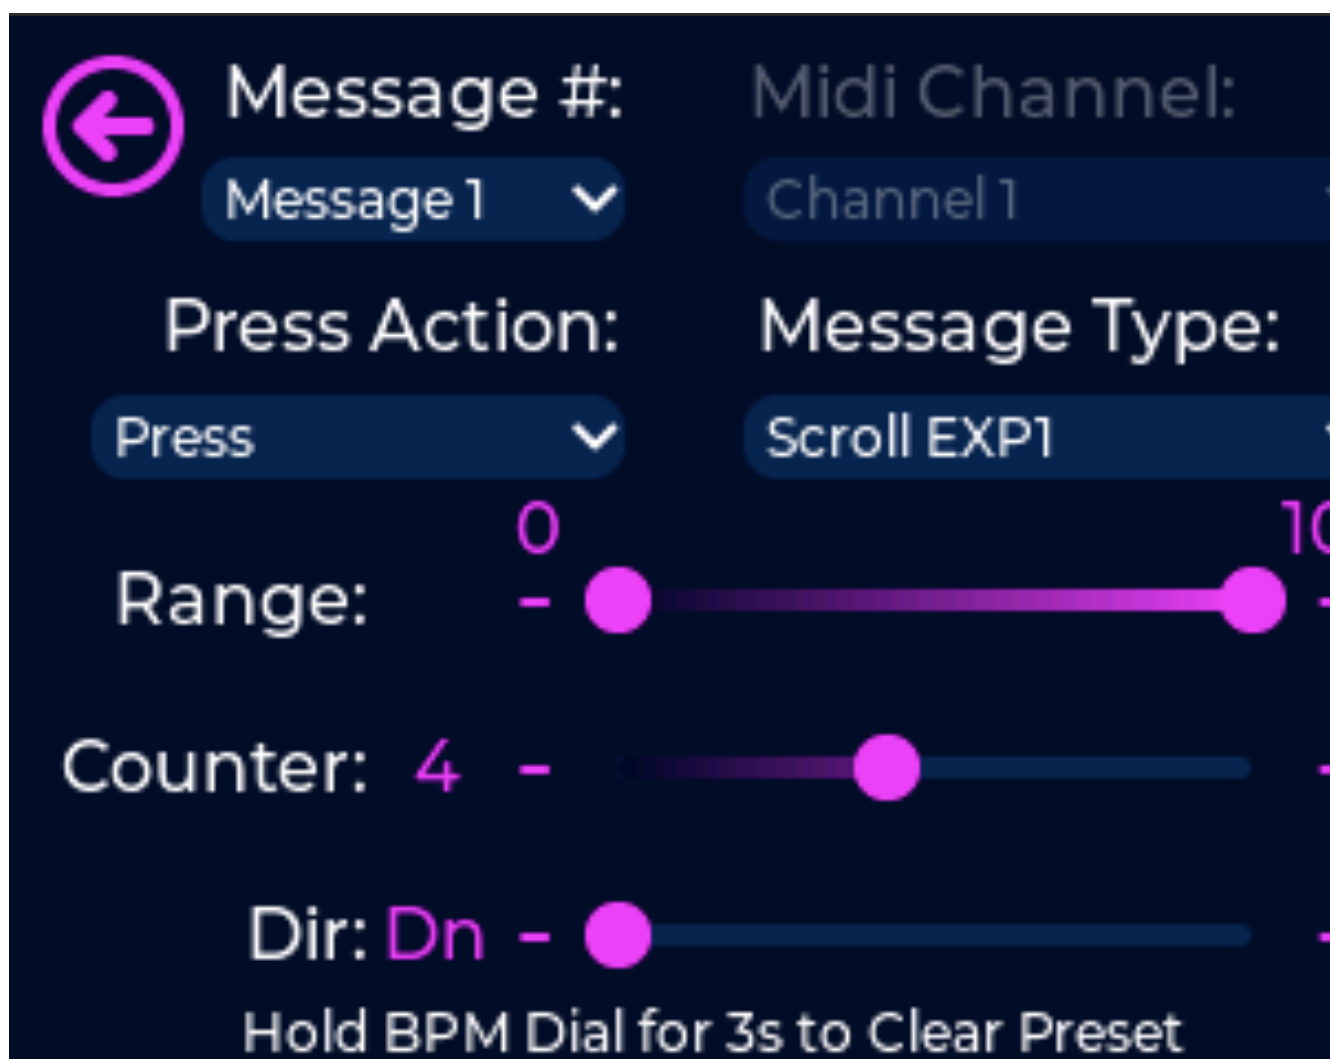 Message #:
Midi Channel:
Message 1
Channel 1
Press Action:
Message Type:
Press
Scroll EXP1
0
Range: -
Counter: 4 -
Dir: Dn -
Hold BPM Dial for 3s to Clear Preset